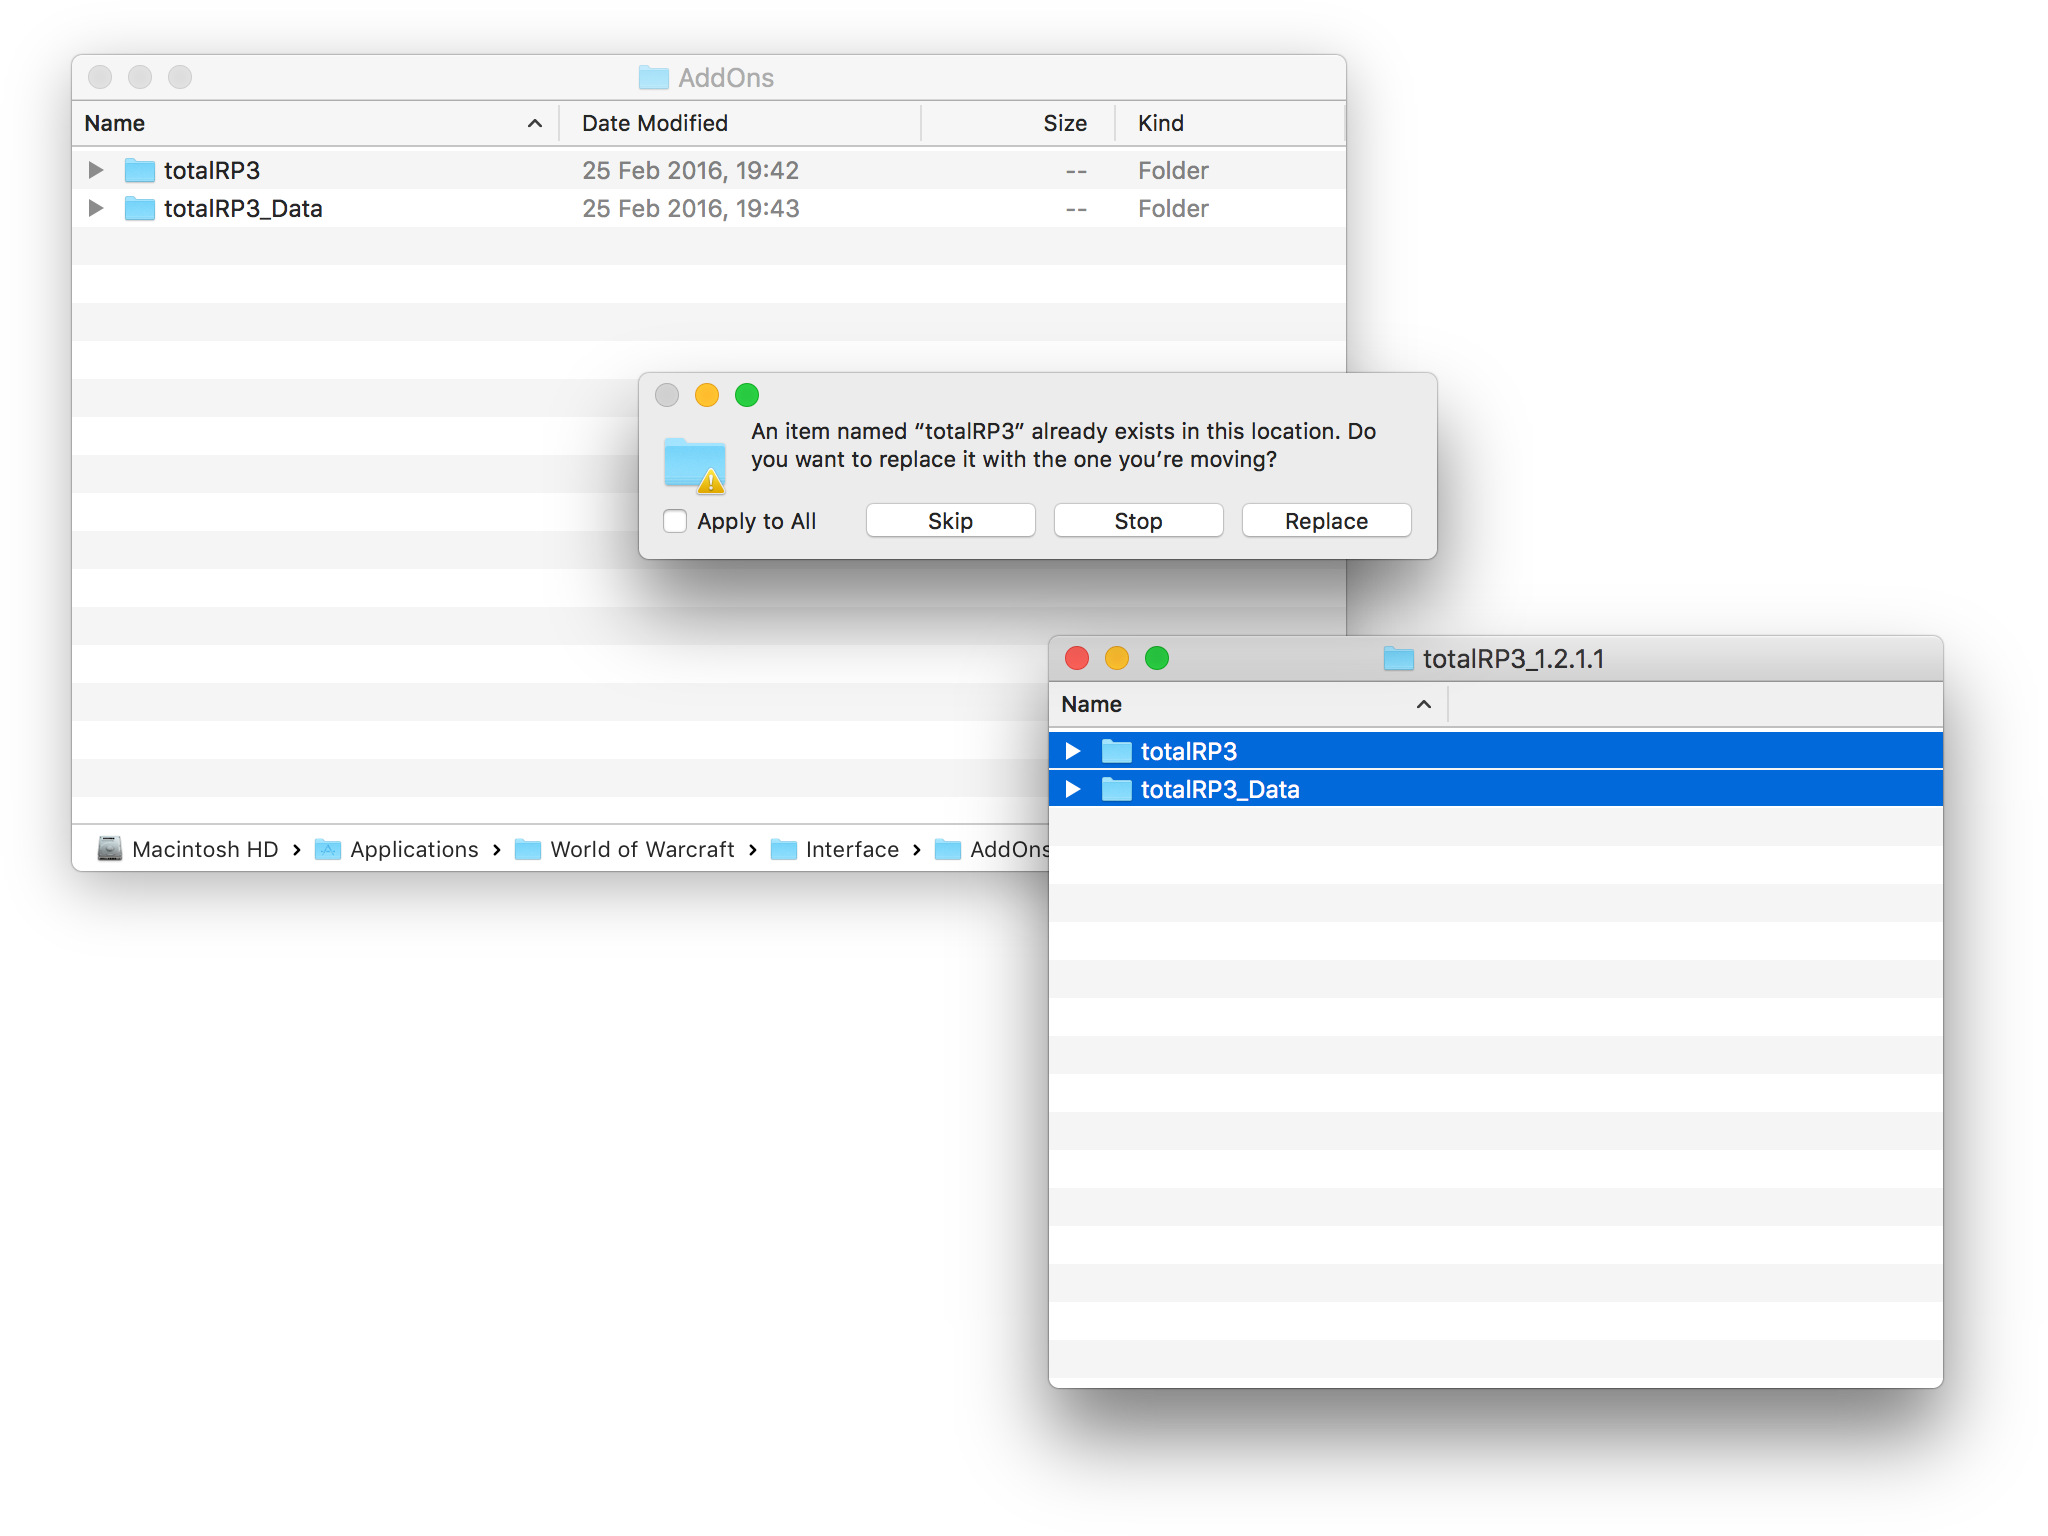 AddOns
Name Date Modified Size Kind
totalRP3 25 Feb 2016, 19:42 -- Folder
totalRP3_Data 25 Feb 2016, 19:43 -- Folder
An item named “totalRP3” already exists in this location. Do
you want to replace it with the one you’re moving?
Apply to All Skip Stop Replace
Macintosh HD › Applications › World of Warcraft › Interface › AddOns
totalRP3_1.2.1.1
Name
totalRP3
totalRP3_Data